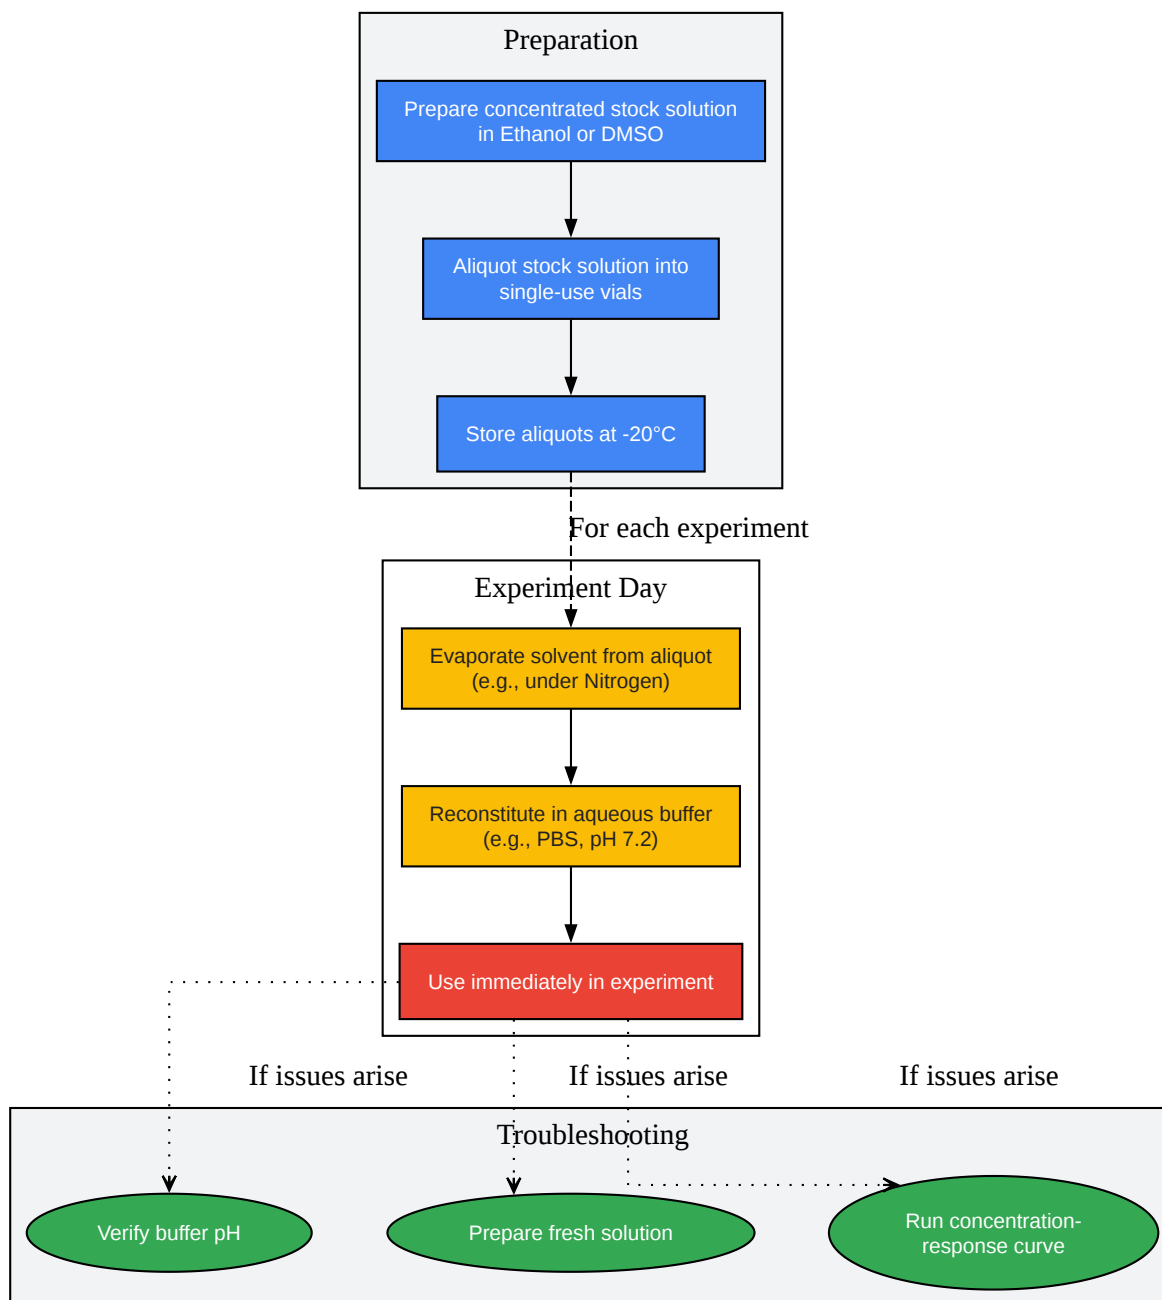 Preparation
Prepare concentrated stock solution
in Ethanol or DMSO
Aliquot stock solution into
single-use vials
Store aliquots at -20°C
For each experiment
Experiment Day
Evaporate solvent from aliquot
(e.g., under Nitrogen)
Reconstitute in aqueous buffer
(e.g., PBS, pH 7.2)
Use immediately in experiment
If issues arise
If issues arise
If issues arise
Troubleshooting
Verify buffer pH
Prepare fresh solution
Run concentration-
response curve